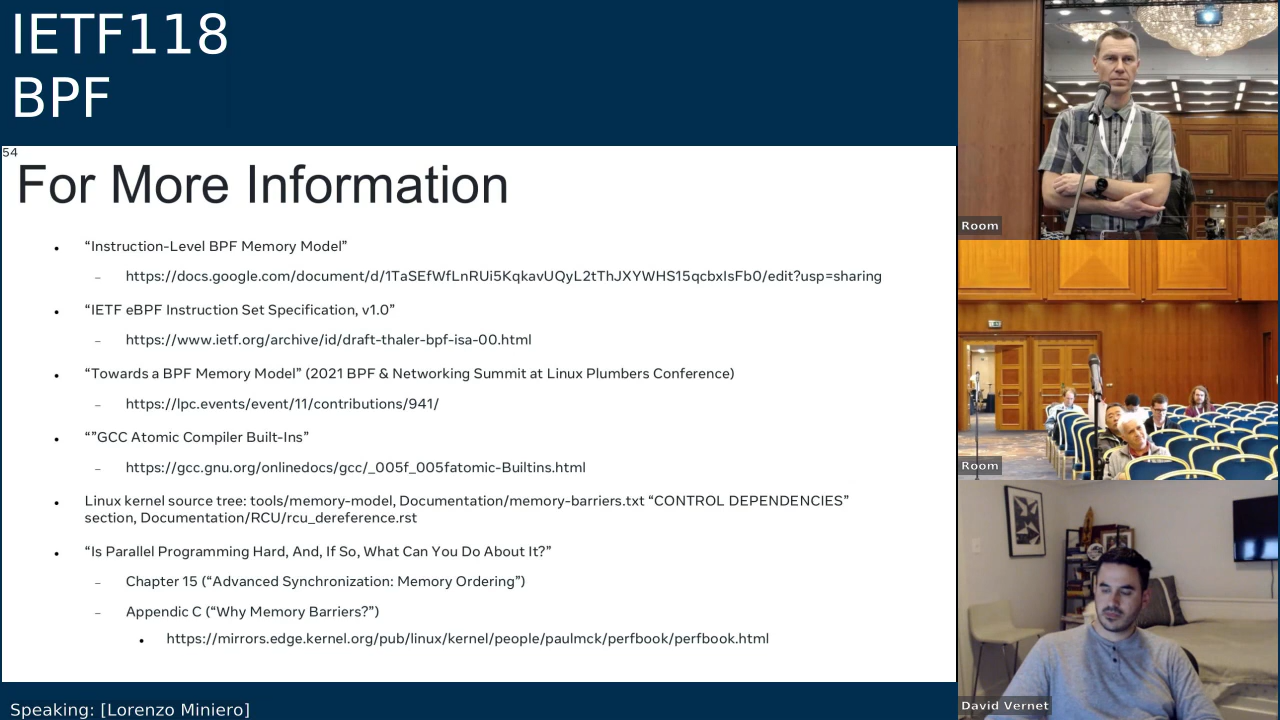 IETF118
BPF
54
For More Information
• “Instruction-Level BPF Memory Model”
– https://docs.google.com/document/d/1TaSEfWfLnRUi5KqkavUQyL2tThJXYWHS15qcbxIsFb0/edit?usp=sharing
• “IETF eBPF Instruction Set Specification, v1.0”
– https://www.ietf.org/archive/id/draft-thaler-bpf-isa-00.html
• “Towards a BPF Memory Model” (2021 BPF & Networking Summit at Linux Plumbers Conference)
– https://lpc.events/event/11/contributions/941/
• “”GCC Atomic Compiler Built-Ins”
– https://gcc.gnu.org/onlinedocs/gcc/_005f_005fatomic-Builtins.html
• Linux kernel source tree: tools/memory-model, Documentation/memory-barriers.txt “CONTROL DEPENDENCIES”
section, Documentation/RCU/rcu_dereference.rst
• “Is Parallel Programming Hard, And, If So, What Can You Do About It?”
– Chapter 15 (“Advanced Synchronization: Memory Ordering”)
– Appendix C (“Why Memory Barriers?”)
• https://mirrors.edge.kernel.org/pub/linux/kernel/people/paulmck/perfbook/perfbook.html
Speaking: [Lorenzo Miniero]
Room
Room
David Vernet